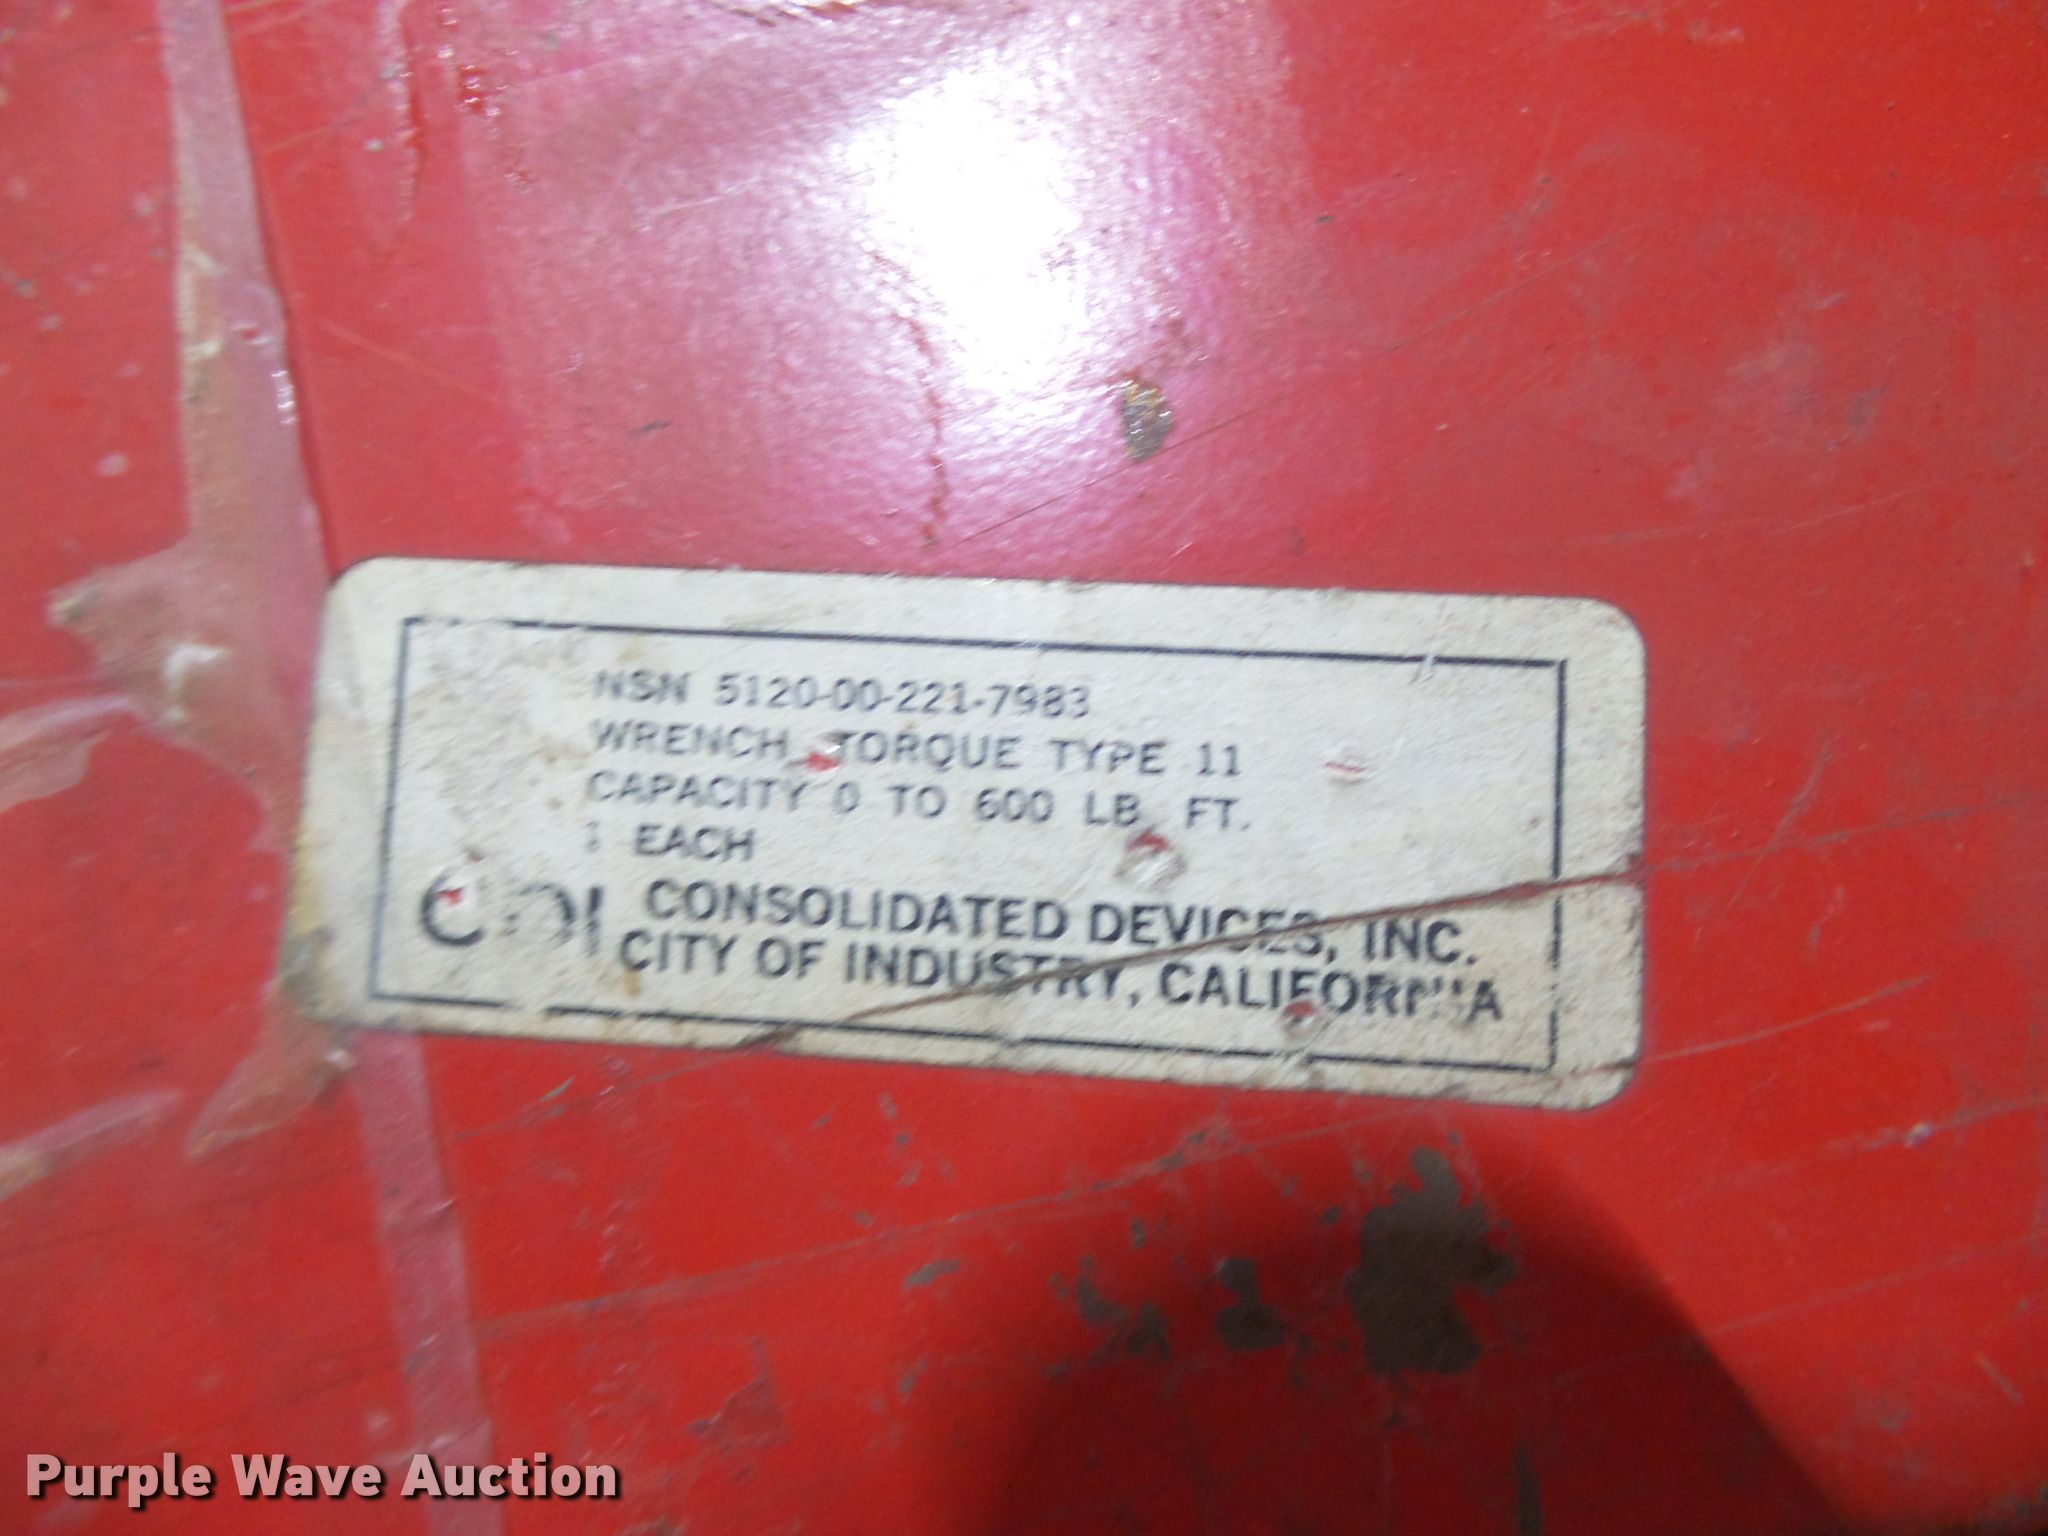 NSN 5120-00-221-7983
WRENCH, TORQUE TYPE 11
CAPACITY 0 TO 600 LB. FT.
1 EACH
CDI CONSOLIDATED DEVICES, INC.
CITY OF INDUSTRY, CALIFORNIA
Purple Wave Auction